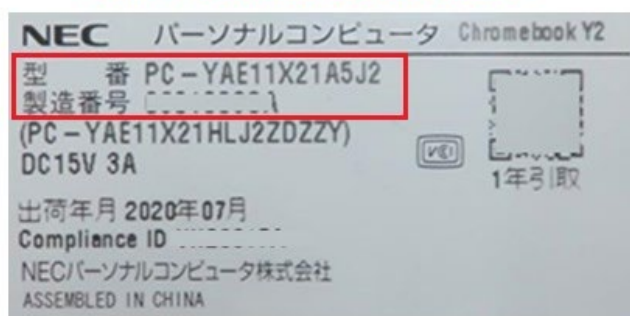 NEC パーソナルコンピュータ Chromebook Y2
型 番 PC-YAE11X21A5J2
製造番号
(PC-YAE11X21HLJ2ZDZZY)
DC15V 3A
VCI
1年引取
出荷年月 2020年07月
Compliance ID
NECパーソナルコンピュータ株式会社
ASSEMBLED IN CHINA